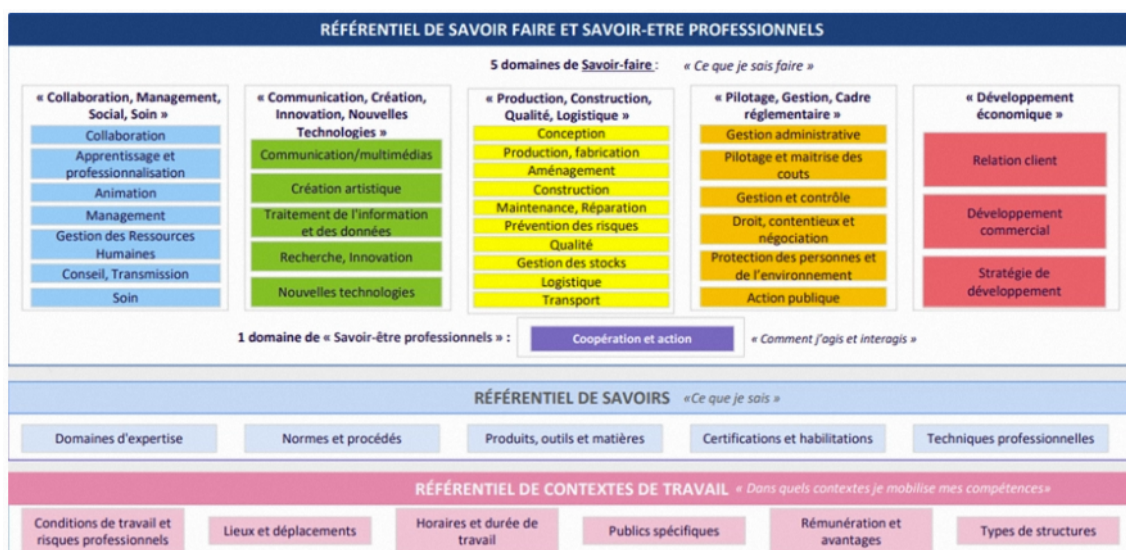 RÉFÉRENTIEL DE SAVOIR FAIRE ET SAVOIR-ETRE PROFESSIONNELS
5 domaines de Savoir-faire : « Ce que je sais faire »
« Collaboration, Management,
Social, Soin »
Collaboration
Apprentissage et
professionnalisation
Animation
Management
Gestion des Ressources
Humaines
Conseil, Transmission
Soin
« Communication, Création,
Innovation, Nouvelles
Technologies »
Communication/multimédias
Création artistique
Traitement de l'information
et des données
Recherche, Innovation
Nouvelles technologies
« Production, Construction,
Qualité, Logistique »
Conception
Production, fabrication
Aménagement
Construction
Maintenance, Réparation
Prévention des risques
Qualité
Gestion des stocks
Logistique
Transport
« Pilotage, Gestion, Cadre
réglementaire »
Gestion administrative
Pilotage et maitrise des
couts
Gestion et contrôle
Droit, contentieux et
négociation
Protection des personnes et
de l'environnement
Action publique
« Développement
économique »
Relation client
Développement
commercial
Stratégie de
développement
1 domaine de « Savoir-être professionnels » : Coopération et action « Comment j'agis et interagis »
RÉFÉRENTIEL DE SAVOIRS «Ce que je sais »
Domaines d'expertise
Normes et procédés
Produits, outils et matières
Certifications et habilitations
Techniques professionnelles
RÉFÉRENTIEL DE CONTEXTES DE TRAVAIL « Dans quels contextes je mobilise mes compétences»
Conditions de travail et
risques professionnels
Lieux et déplacements
Horaires et durée de
travail
Publics spécifiques
Rémunération et
avantages
Types de structures